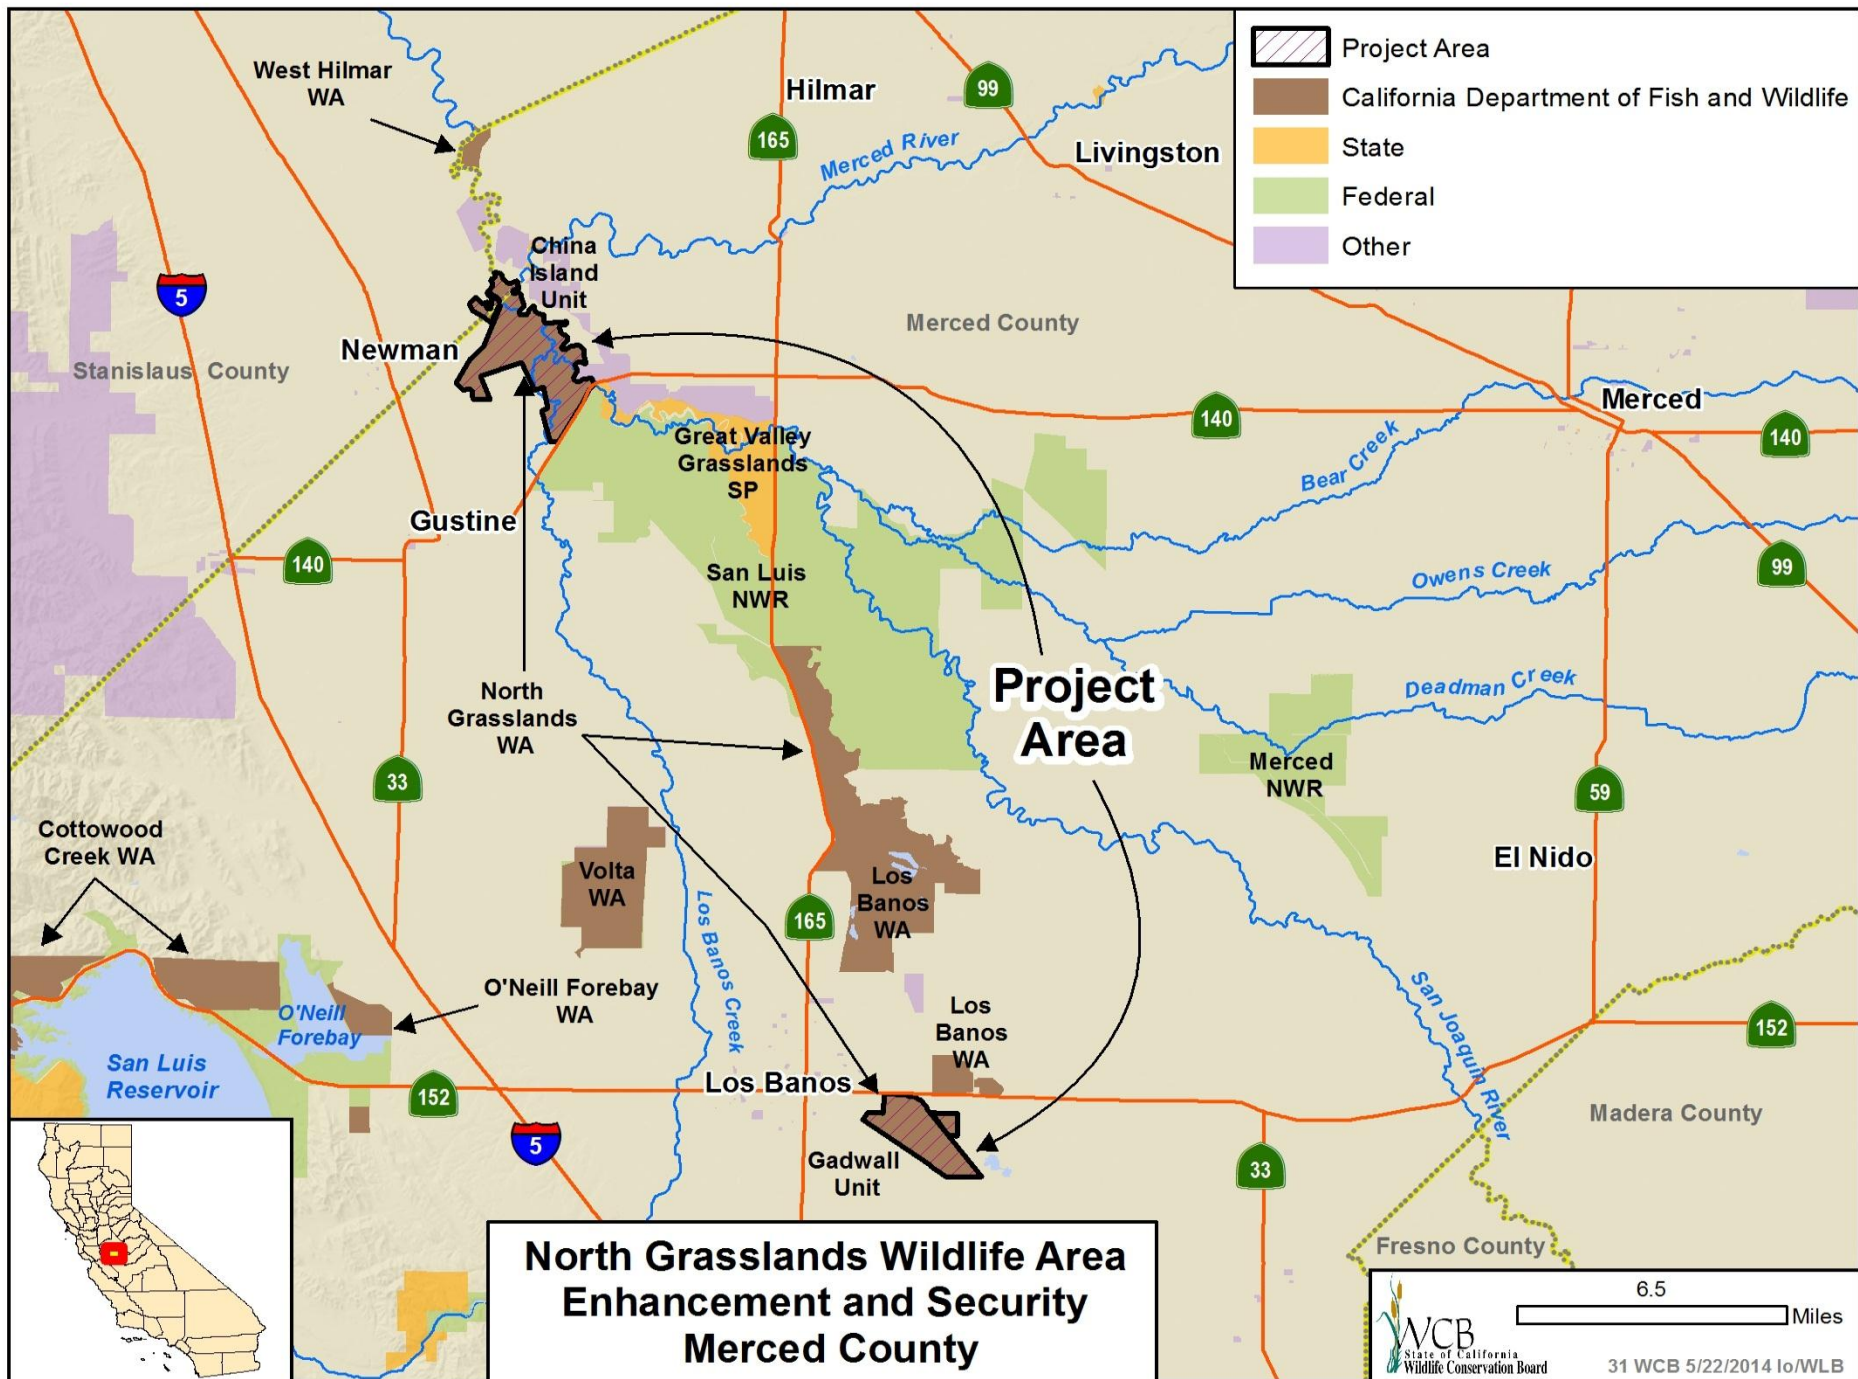 West Hilmar
WA
Hilmar
99
165
Merced River
Livingston
Project Area
California Department of Fish and Wildlife
State
Federal
Other
China
Island
Unit
5
Newman
Stanislaus County
Merced County
Merced
140
140
Great Valley
Grasslands
SP
Bear Creek
Gustine
140
San Luis
NWR
Owens Creek
99
North
Grasslands
WA
Project
Area
Deadman Creek
Merced
NWR
33
59
Cottowood
Creek WA
Volta
WA
Los
Banos
WA
El Nido
165
Los Banos Creek
O'Neill Forebay
WA
O'Neill
Forebay
San Luis
Reservoir
Los
Banos
WA
San Joaquin River
152
152
Los Banos
5
Gadwall
Unit
33
Madera County
Fresno County
North Grasslands Wildlife Area
Enhancement and Security
Merced County
6.5
Miles
WCB
State of California
Wildlife Conservation Board
31 WCB 5/22/2014 lo/WLB